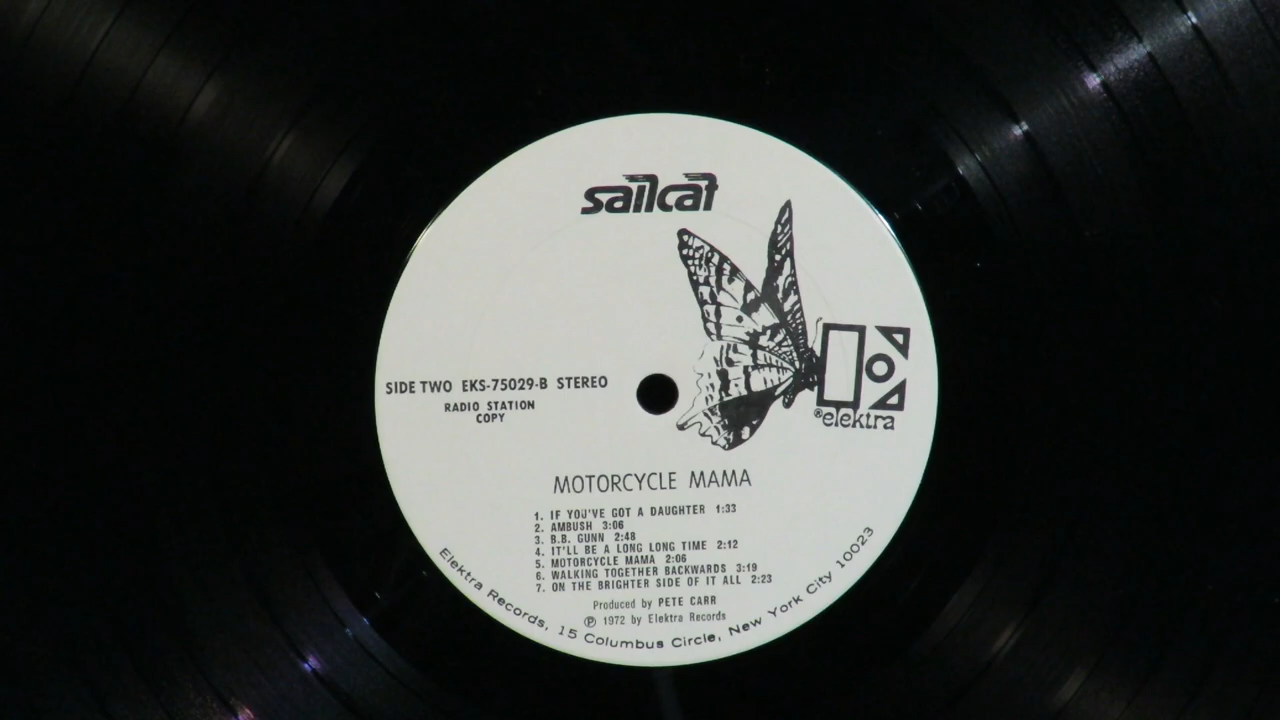 sailcat
SIDE TWO EKS-75029-B STEREO
RADIO STATION
COPY
®elektra
MOTORCYCLE MAMA
1. IF YOU'VE GOT A DAUGHTER 1:33
2. AMBUSH 3:06
3. B.B. GUNN 2:48
4. IT'LL BE A LONG LONG TIME 2:12
5. MOTORCYCLE MAMA 2:06
6. WALKING TOGETHER BACKWARDS 3:19
7. ON THE BRIGHTER SIDE OF IT ALL 2:23
Produced by PETE CARR
℗ 1972 by Elektra Records
Elektra Records, 15 Columbus Circle, New York City 10023